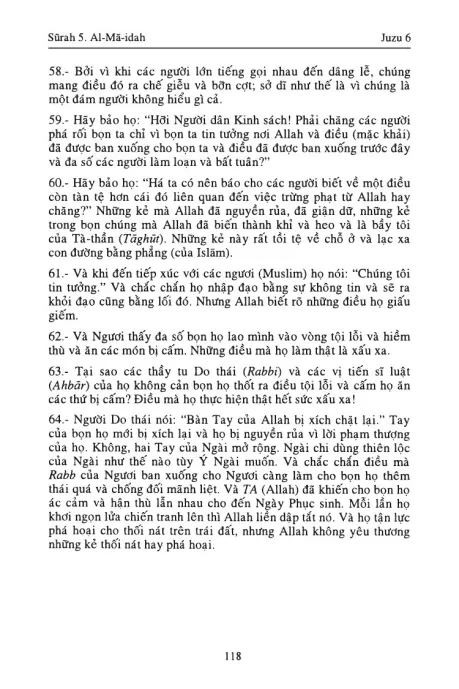 Sūrah 5. Al-Mā-idah Juzu 6
58.- Bởi vì khi các người lớn tiếng gọi nhau đến dâng lễ, chúng
mang điều đó ra chế giễu và bỡn cợt; sở dĩ như thế là vì chúng là
một đám người không hiểu gì cả.
59.- Hãy bảo họ: “Hỡi Người dân Kinh sách! Phải chăng các người
phá rối bọn ta chỉ vì bọn ta tin tưởng nơi Allah và điều (mặc khải)
đã được ban xuống cho bọn ta và điều đã được ban xuống trước đây
và đa số các người làm loạn và bất tuân?”
60.- Hãy bảo họ: “Há ta có nên báo cho các người biết về một điều
còn tàn tệ hơn cái đó liên quan đến việc trừng phạt từ Allah hay
chăng?” Những kẻ mà Allah đã nguyền rủa, đã giận dữ, những kẻ
trong bọn chúng mà Allah đã biến thành khỉ và heo và là bầy tôi
của Tà-thần (Tāghūt). Những kẻ này rất tồi tệ về chỗ ở và lạc xa
con đường bằng phẳng (của Islām).
61.- Và khi đến tiếp xúc với các ngươi (Muslim) họ nói: “Chúng tôi
tin tưởng.” Và chắc chắn họ nhập đạo bằng sự không tin và sẽ ra
khỏi đạo cũng bằng lối đó. Nhưng Allah biết rõ những điều họ giấu
giếm.
62.- Và Ngươi thấy đa số bọn họ lao mình vào vòng tội lỗi và hiềm
thù và ăn các món bị cấm. Những điều mà họ làm thật là xấu xa.
63.- Tại sao các thầy tu Do thái (Rabbi) và các vị tiến sĩ luật
(Ahbār) của họ không cản bọn họ thốt ra điều tội lỗi và cấm họ ăn
các thứ bị cấm? Điều mà họ thực hiện thật hết sức xấu xa!
64.- Người Do thái nói: “Bàn Tay của Allah bị xích chặt lại.” Tay
của bọn họ mới bị xích lại và họ bị nguyền rủa vì lời phạm thượng
của họ. Không, hai Tay của Ngài mở rộng. Ngài chi dùng thiên lộc
của Ngài như thế nào tùy Ý Ngài muốn. Và chắc chắn điều mà
Rabb của Ngươi ban xuống cho Ngươi càng làm cho bọn họ thêm
thái quá và chống đối mãnh liệt. Và TA (Allah) đã khiến cho bọn họ
ác cảm và hận thù lẫn nhau cho đến Ngày Phục sinh. Mỗi lần họ
khơi ngọn lửa chiến tranh lên thì Allah liền dập tắt nó. Và họ tận lực
phá hoại cho thối nát trên trái đất, nhưng Allah không yêu thương
những kẻ thối nát hay phá hoại.
118